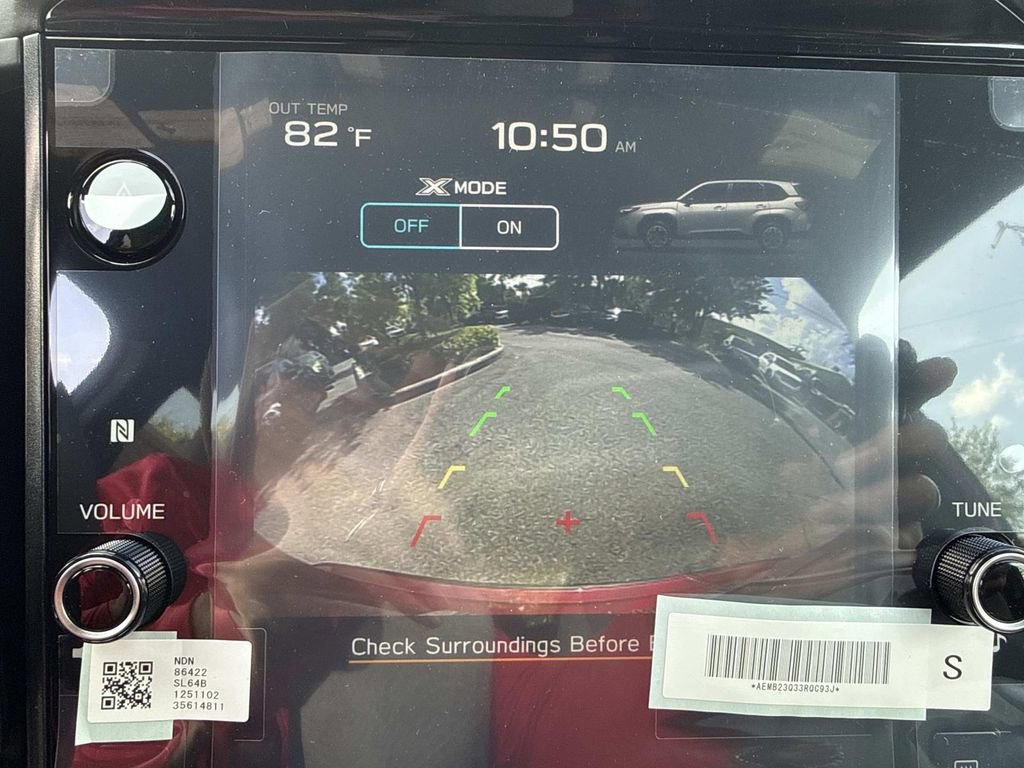 OUT TEMP
82 °F
10:50 AM
X MODE
OFF ON
N
VOLUME
TUNE
Check Surroundings Before
NDN
86422
SL64B
1251102
35614811
*AEMB23Q33R0C93J*
S